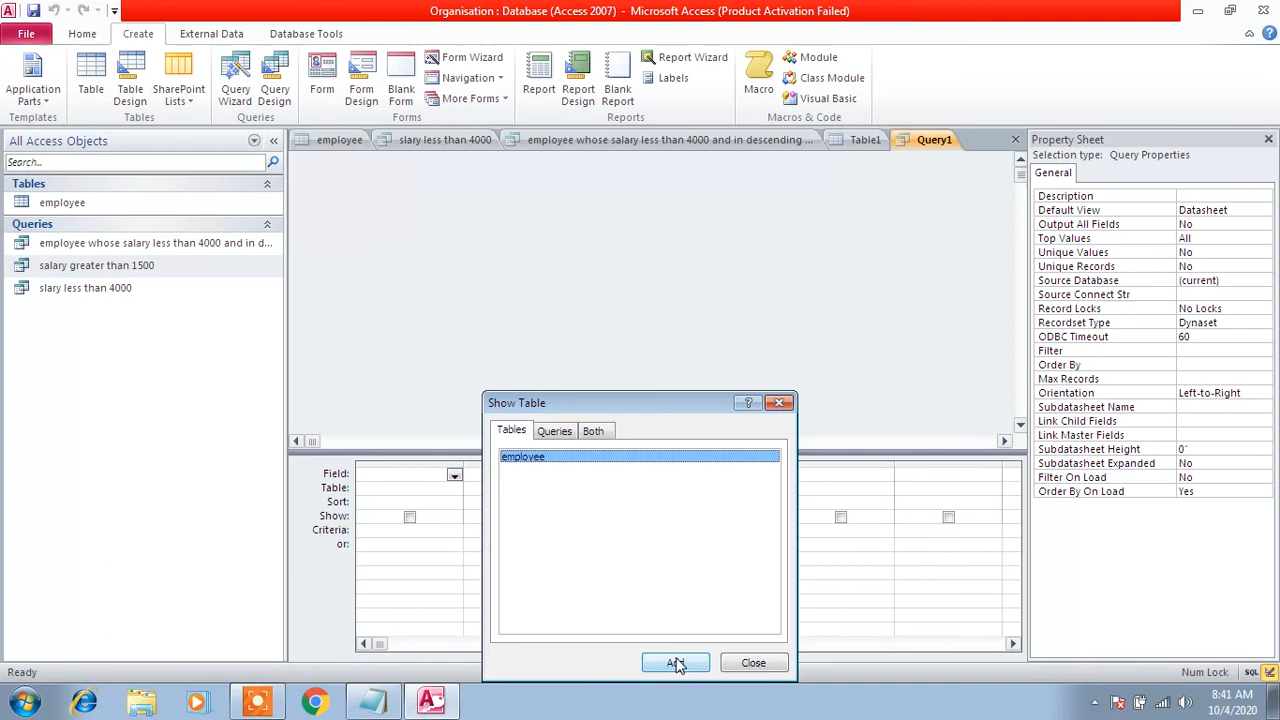 Organisation : Database (Access 2007) - Microsoft Access (Product Activation Failed)
File Home Create External Data Database Tools
Application Parts
Templates
Table
Table Design
SharePoint Lists
Tables
Query Wizard
Query Design
Queries
Form
Form Design
Blank Form
Form Wizard
Navigation
More Forms
Forms
Report
Report Design
Blank Report
Report Wizard
Labels
Reports
Macro
Module
Class Module
Visual Basic
Macros & Code
All Access Objects
Search...
Tables
employee
Queries
employee whose salary less than 4000 and in d...
salary greater than 1500
slary less than 4000
employee
slary less than 4000
employee whose salary less than 4000 and in descending ...
Table1
Query1
Field:
Table:
Sort:
Show:
Criteria:
or:
Show Table
Tables Queries Both
employee
Add Close
Property Sheet
Selection type: Query Properties
General
Description
Default View Datasheet
Output All Fields No
Top Values All
Unique Values No
Unique Records No
Source Database (current)
Source Connect Str
Record Locks No Locks
Recordset Type Dynaset
ODBC Timeout 60
Filter
Order By
Max Records
Orientation Left-to-Right
Subdatasheet Name
Link Child Fields
Link Master Fields
Subdatasheet Height 0"
Subdatasheet Expanded No
Filter On Load No
Order By On Load Yes
Ready
Num Lock
SQL
8:41 AM
10/4/2020